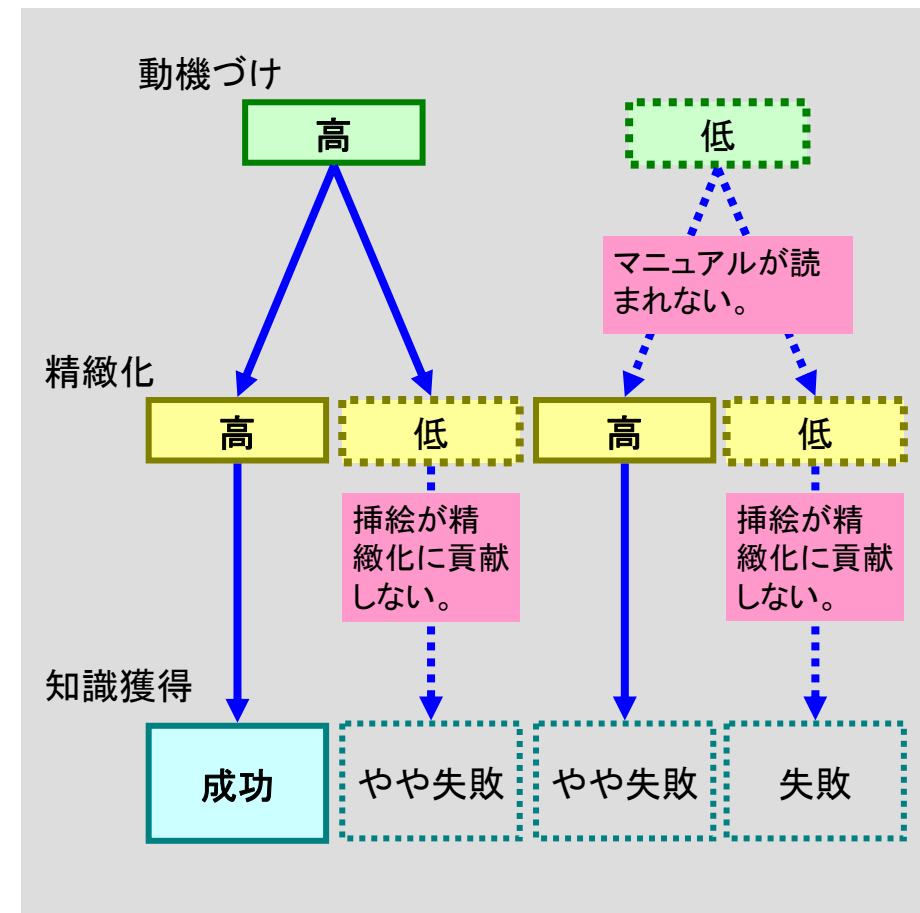 動機づけ
高
低
マニュアルが読
まれない。
精緻化
高
低
高
低
挿絵が精
緻化に貢献
しない。
挿絵が精
緻化に貢献
しない。
知識獲得
成功
やや失敗
やや失敗
失敗